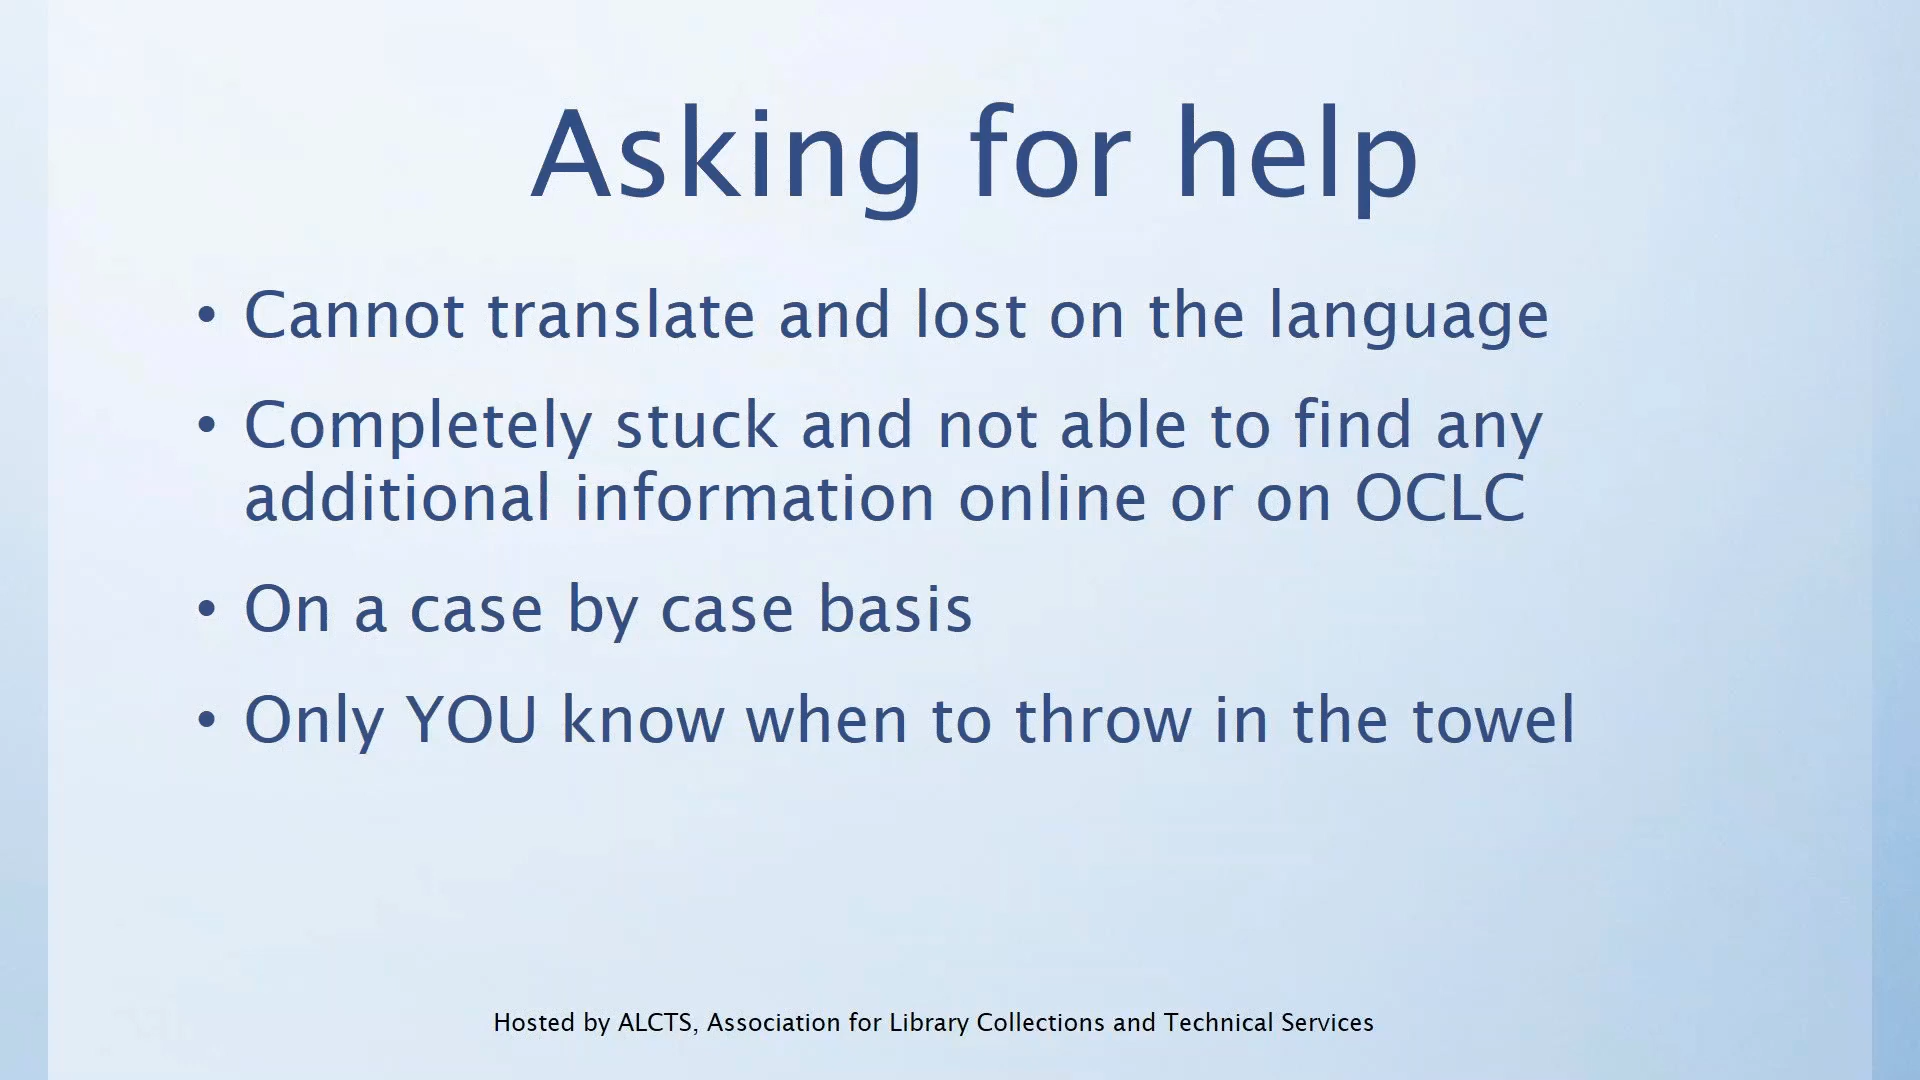 Asking for help
• Cannot translate and lost on the language
• Completely stuck and not able to find any
additional information online or on OCLC
• On a case by case basis
• Only YOU know when to throw in the towel
Hosted by ALCTS, Association for Library Collections and Technical Services